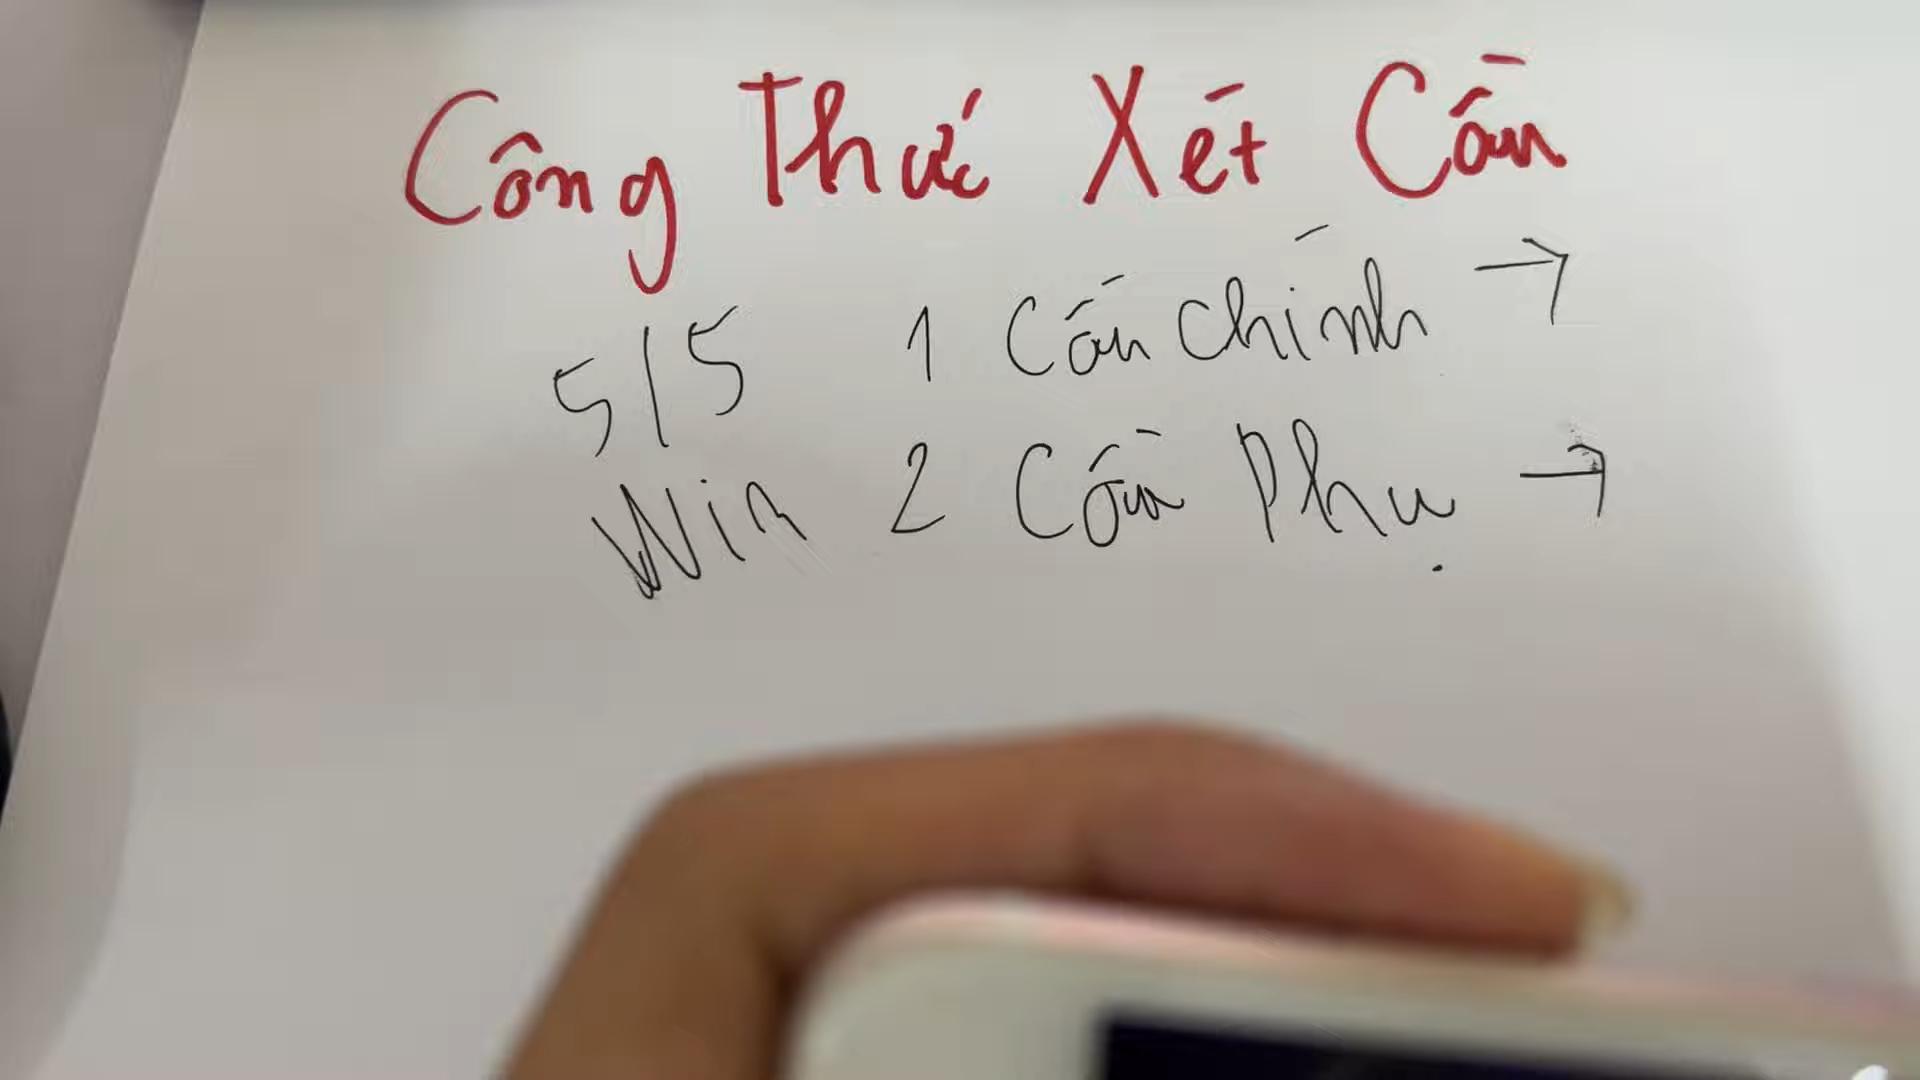 Công Thức Xét Cầu
5/5 1 Cầu Chính →
Win 2 Cầu Phụ →